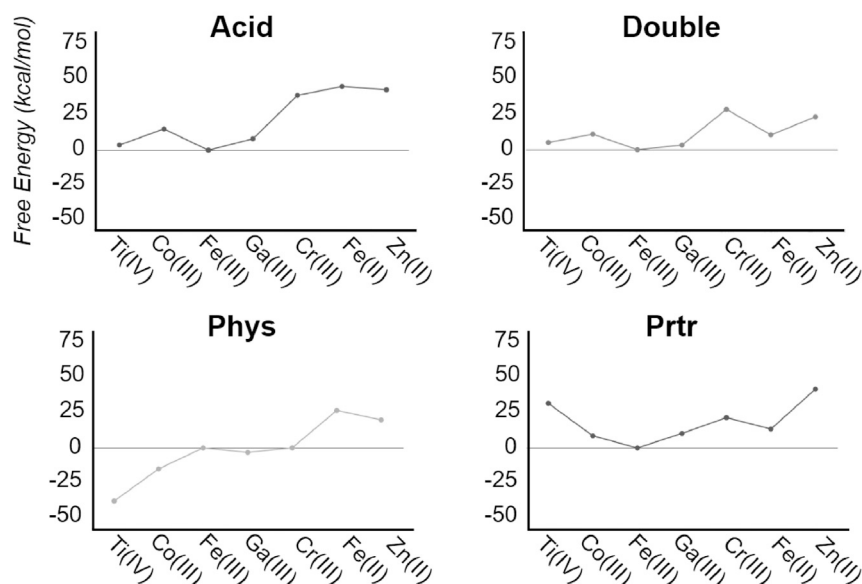 Acid
Free Energy (kcal/mol)
75
50
25
0
-25
-50
Ti(IV)
Co(III)
Fe(III)
Ga(III)
Cr(III)
Fe(II)
Zn(II)
Double
75
50
25
0
-25
-50
Ti(IV)
Co(III)
Fe(III)
Ga(III)
Cr(III)
Fe(II)
Zn(II)
Phys
75
50
25
0
-25
-50
Ti(IV)
Co(III)
Fe(III)
Ga(III)
Cr(III)
Fe(II)
Zn(II)
Prtr
75
50
25
0
-25
-50
Ti(IV)
Co(III)
Fe(III)
Ga(III)
Cr(III)
Fe(II)
Zn(II)